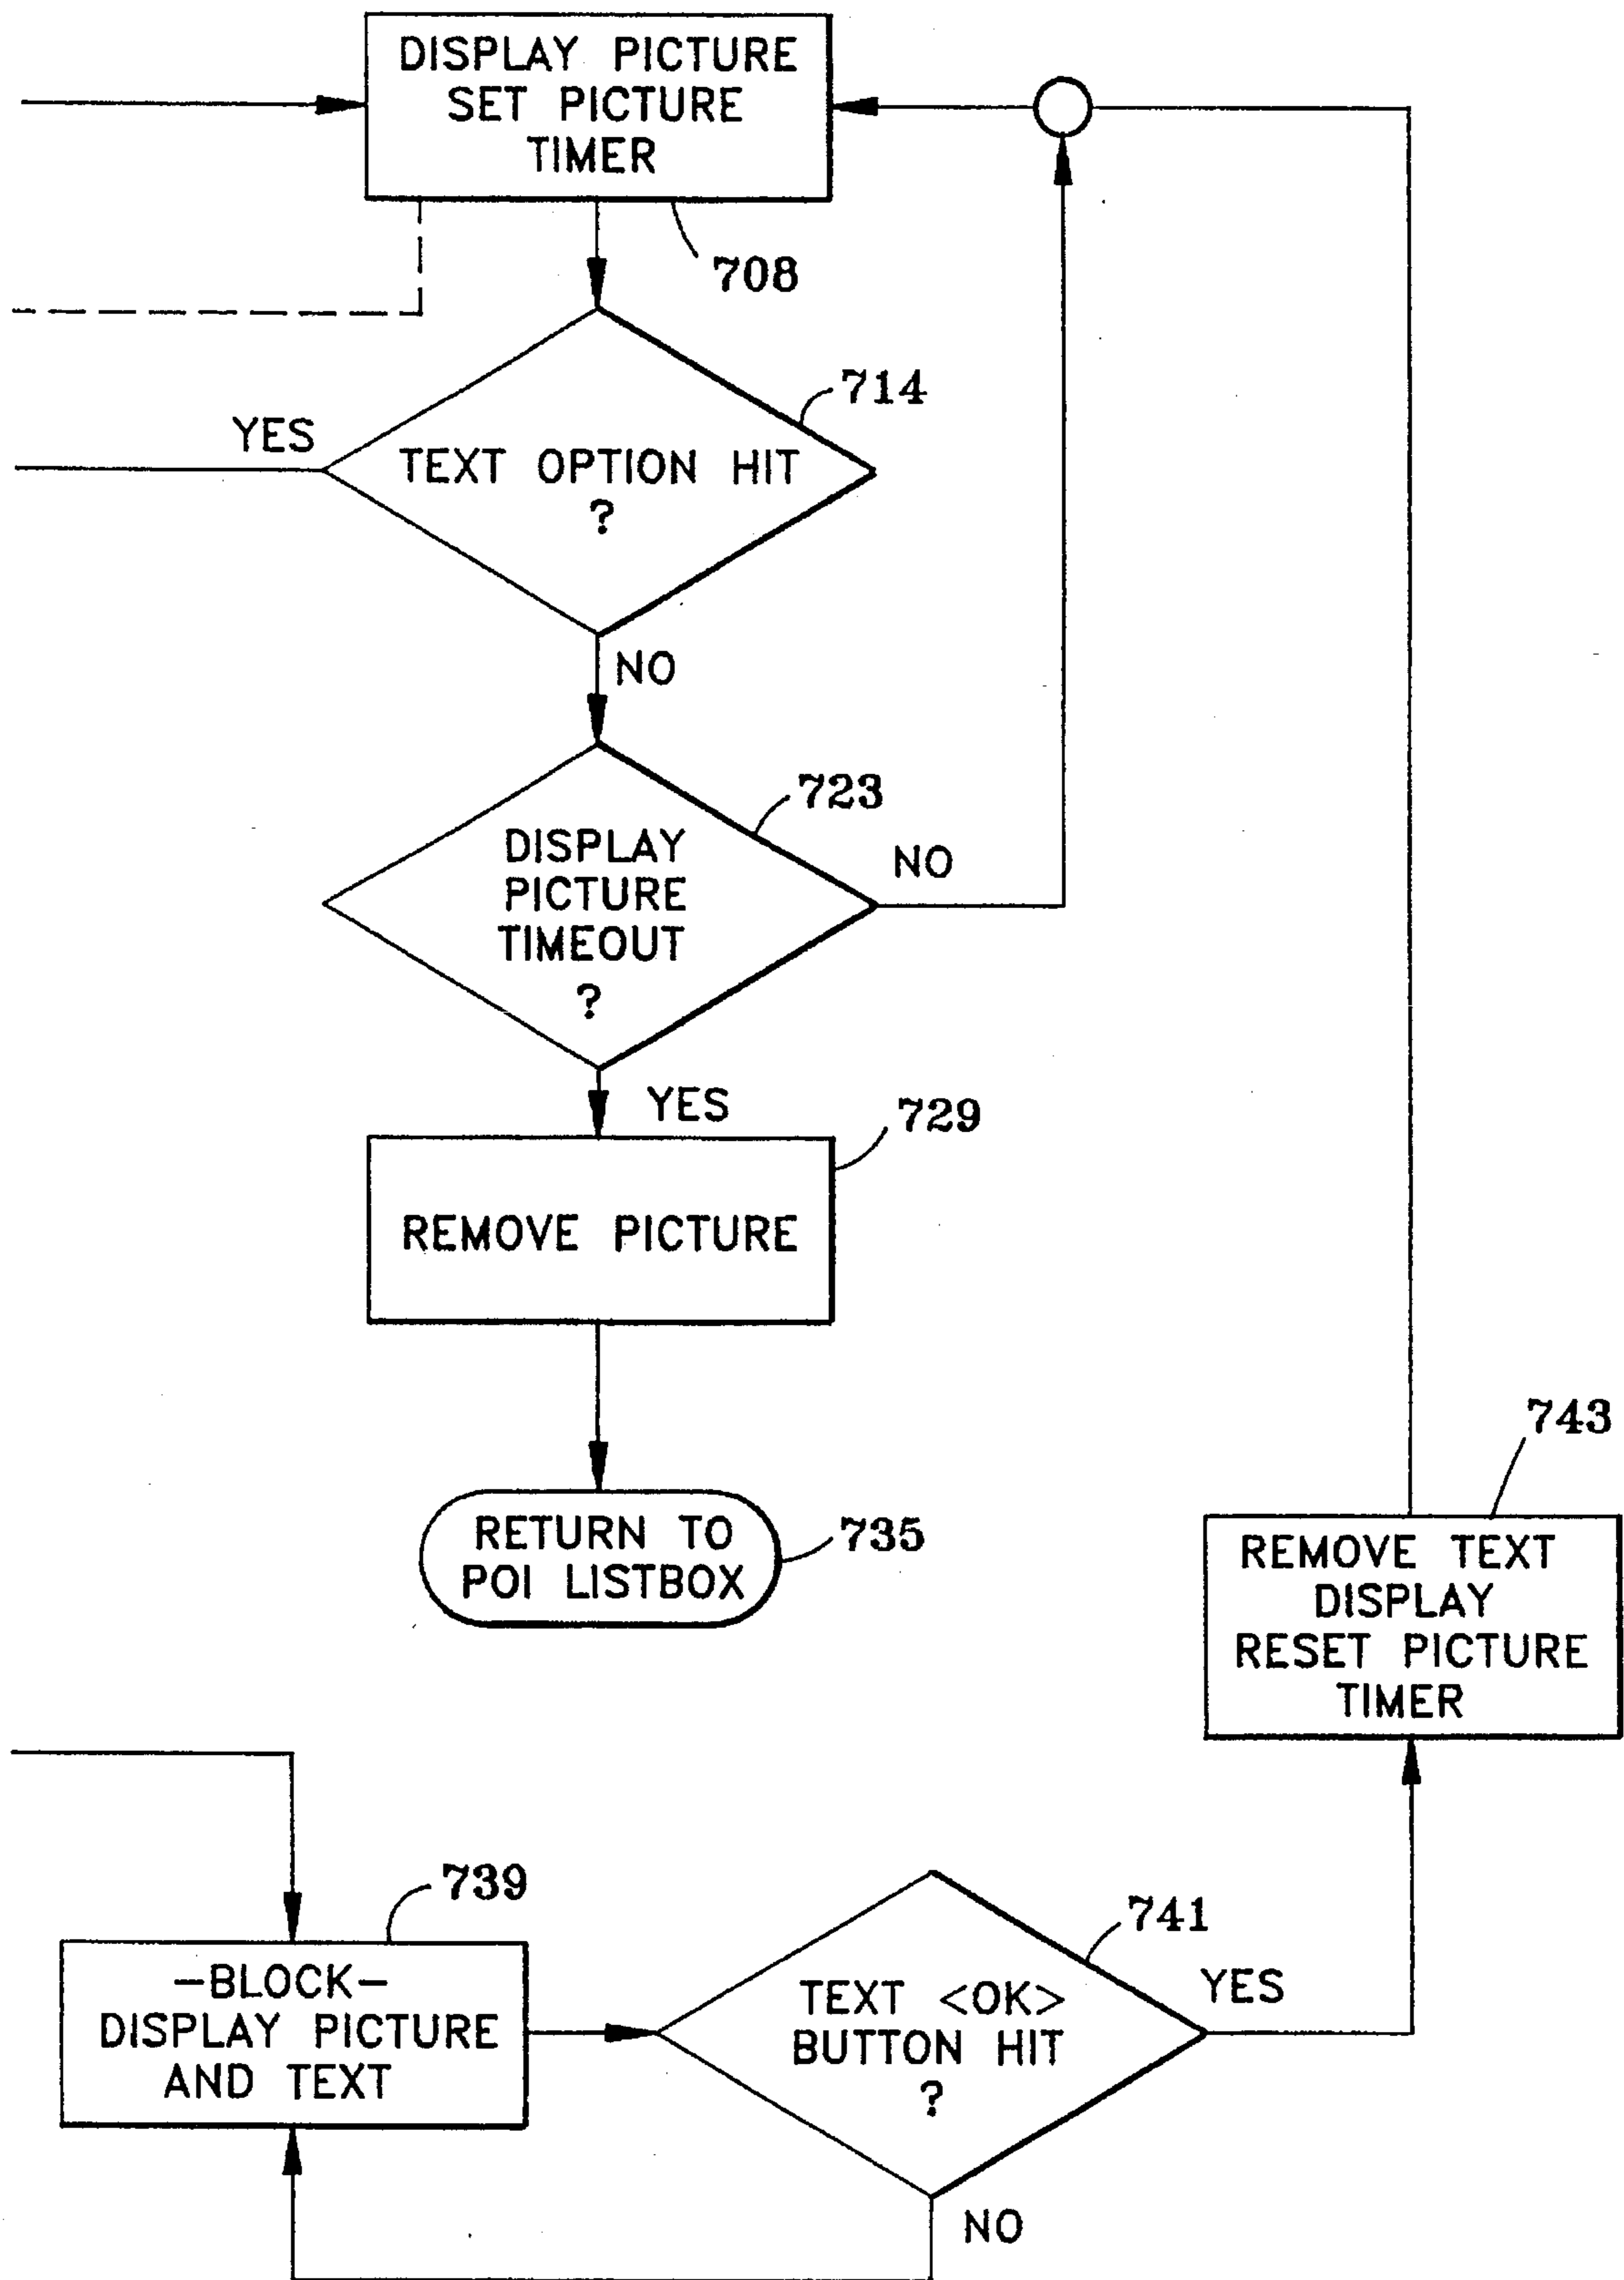 DISPLAY PICTURE
SET PICTURE
TIMER
708
714
YES
TEXT OPTION HIT
?
NO
723
DISPLAY
PICTURE
TIMEOUT
?
NO
YES
729
REMOVE PICTURE
RETURN TO
POI LISTBOX
735
743
REMOVE TEXT
DISPLAY
RESET PICTURE
TIMER
739
-BLOCK-
DISPLAY PICTURE
AND TEXT
741
TEXT <OK>
BUTTON HIT
?
YES
NO